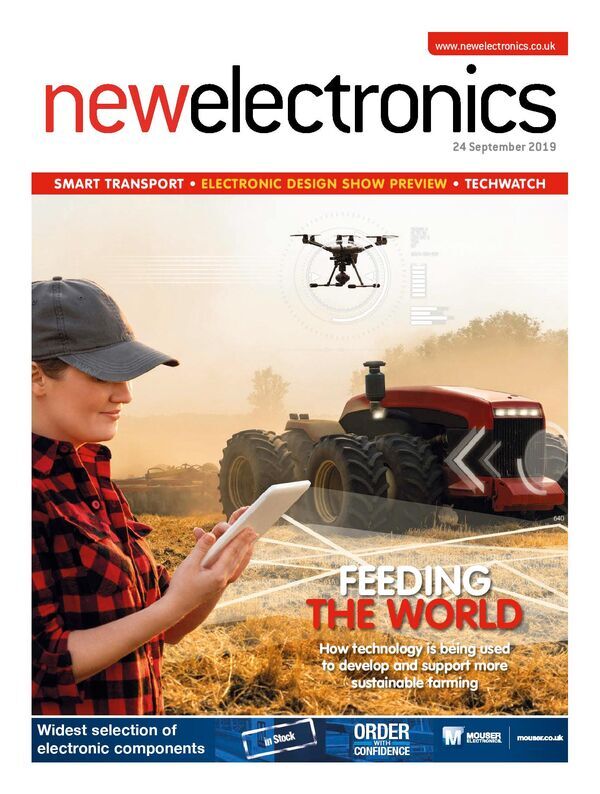 www.newelectronics.co.uk
newelectronics
24 September 2019
SMART TRANSPORT • ELECTRONIC DESIGN SHOW PREVIEW • TECHWATCH
640
FEEDING
THE WORLD
How technology is being used
to develop and support more
sustainable farming
Widest selection of
electronic components
In Stock
ORDER
WITH
CONFIDENCE
M
MOUSER
ELECTRONICS.
mouser.co.uk